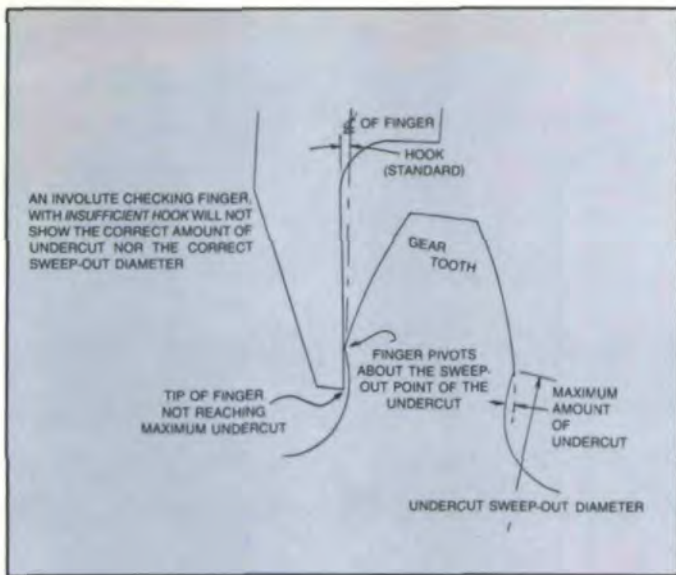 ℄ OF FINGER
HOOK
(STANDARD)
AN INVOLUTE CHECKING FINGER,
WITH INSUFFICIENT HOOK WILL NOT
SHOW THE CORRECT AMOUNT OF
UNDERCUT NOR THE CORRECT
SWEEP-OUT DIAMETER
GEAR
TOOTH
FINGER PIVOTS
ABOUT THE SWEEP-
OUT POINT OF THE
UNDERCUT
TIP OF FINGER
NOT REACHING
MAXIMUM UNDERCUT
MAXIMUM
AMOUNT
OF
UNDERCUT
UNDERCUT SWEEP-OUT DIAMETER